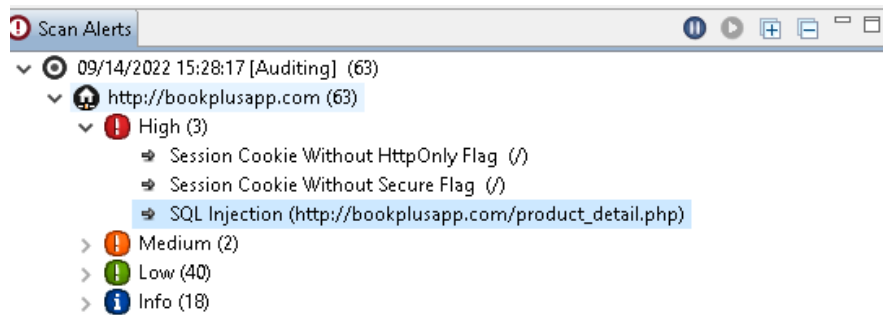 Scan Alerts
09/14/2022 15:28:17 [Auditing] (63)
http://bookplusapp.com (63)
High (3)
Session Cookie Without HttpOnly Flag (/)
Session Cookie Without Secure Flag (/)
SQL Injection (http://bookplusapp.com/product_detail.php)
Medium (2)
Low (40)
Info (18)